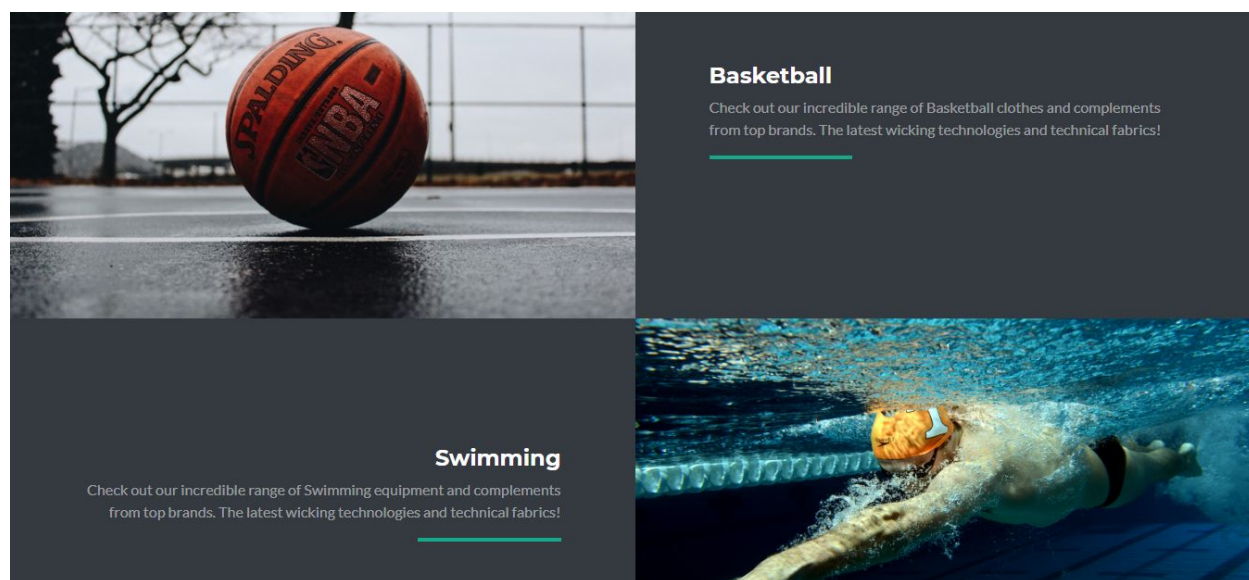 SPALDING.
NBA
Basketball
Check out our incredible range of Basketball clothes and complements
from top brands. The latest wicking technologies and technical fabrics!
Swimming
Check out our incredible range of Swimming equipment and complements
from top brands. The latest wicking technologies and technical fabrics!